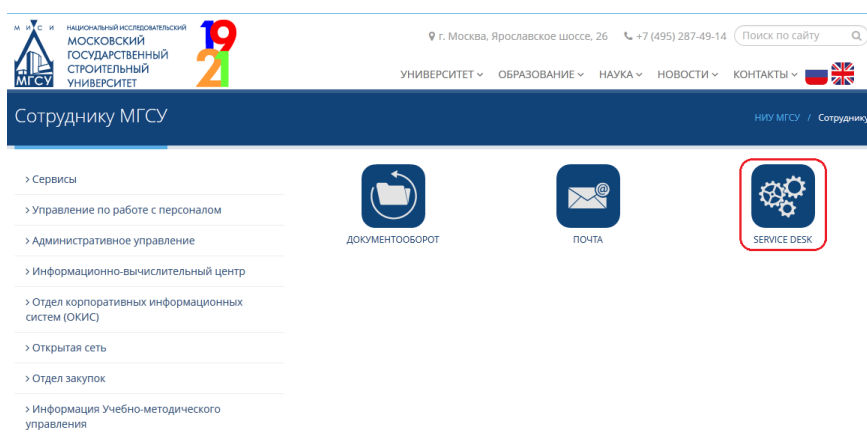 МИСИ
НАЦИОНАЛЬНЫЙ ИССЛЕДОВАТЕЛЬСКИЙ
МОСКОВСКИЙ
ГОСУДАРСТВЕННЫЙ
СТРОИТЕЛЬНЫЙ
УНИВЕРСИТЕТ
МГСУ
19
21
г. Москва, Ярославское шоссе, 26 +7 (495) 287-49-14 Поиск по сайту
УНИВЕРСИТЕТ ОБРАЗОВАНИЕ НАУКА НОВОСТИ КОНТАКТЫ
Сотруднику МГСУ
НИУ МГСУ / Сотруднику
> Сервисы
> Управление по работе с персоналом
> Административное управление
> Информационно-вычислительный центр
> Отдел корпоративных информационных
систем (ОКИС)
> Открытая сеть
> Отдел закупок
> Информация Учебно-методического
управления
ДОКУМЕНТООБОРОТ
@
ПОЧТА
SERVICE DESK